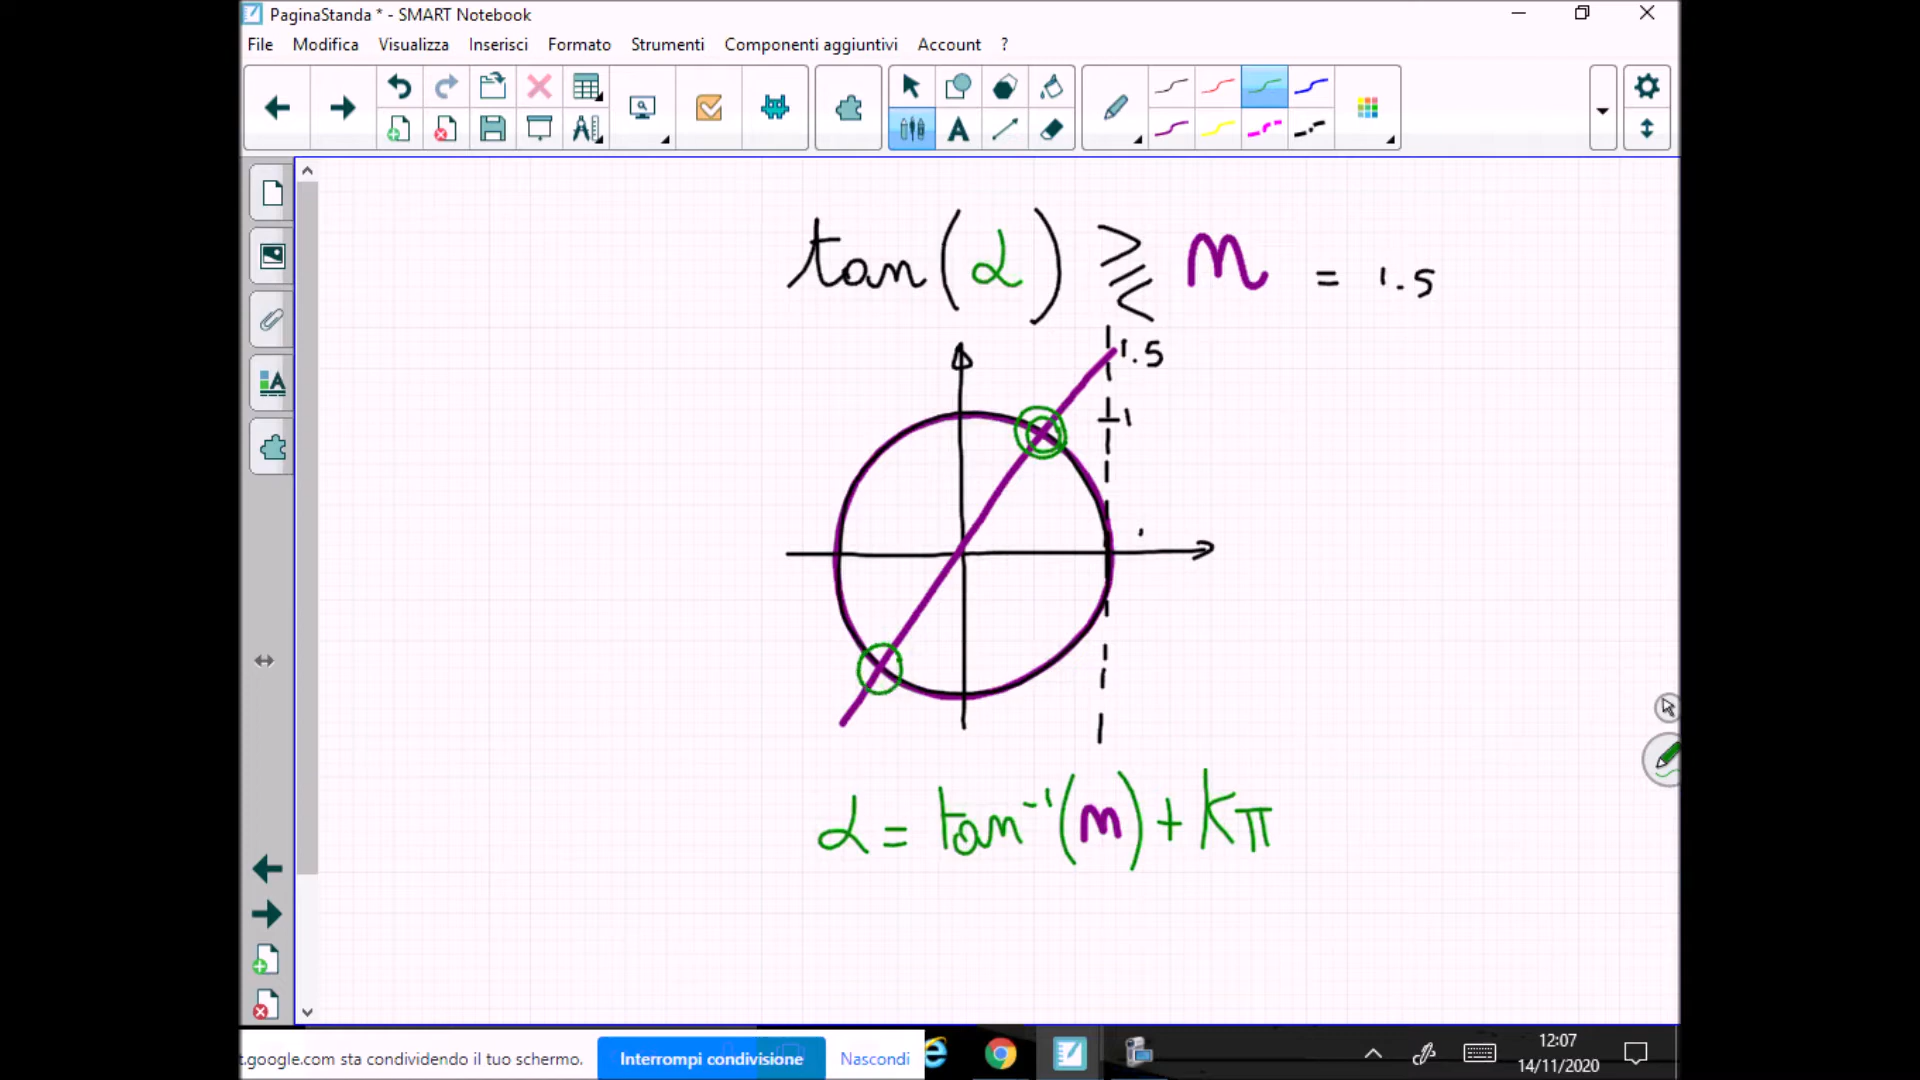 PaginaStanda * - SMART Notebook
File Modifica Visualizza Inserisci Formato Strumenti Componenti aggiuntivi Account ?
tan(α) ⩾⩽ m = 1.5
1.5
1
α = tan⁻¹(m) + kπ
t.google.com sta condividendo il tuo schermo. Interrompi condivisione Nascondi
12:07
14/11/2020